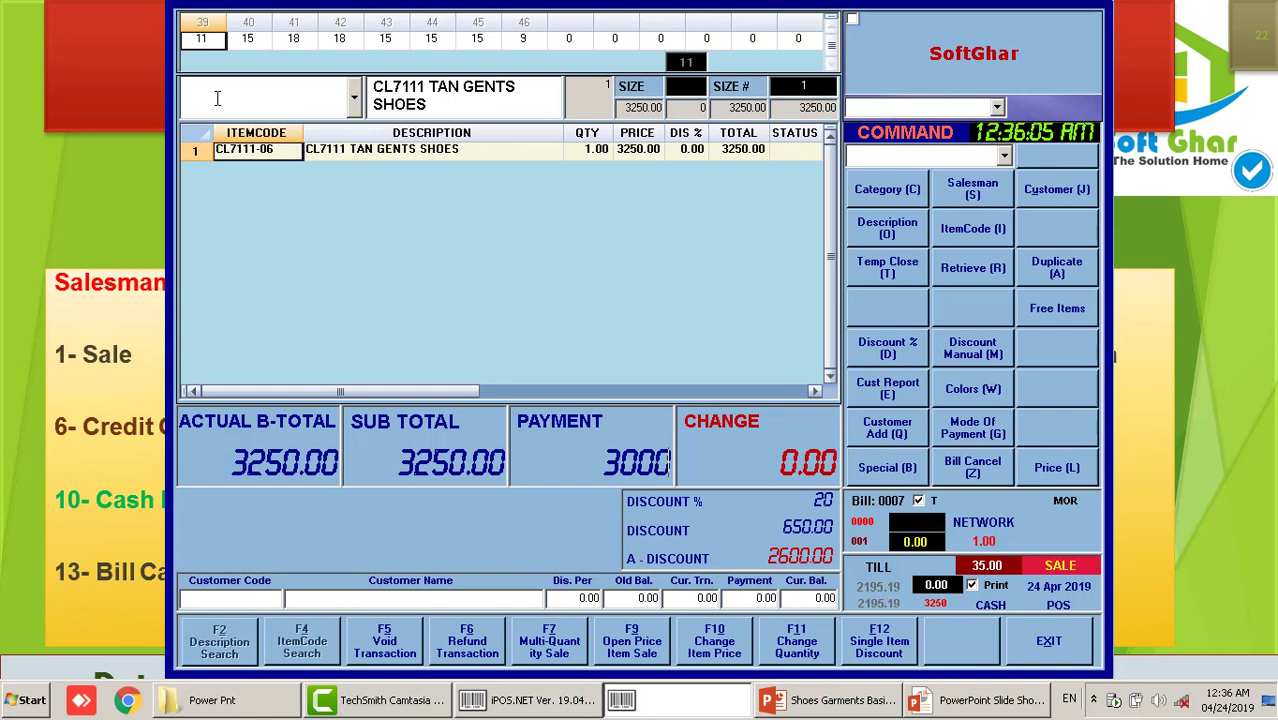 39 40 41 42 43 44 45 46
11 15 18 18 15 15 15 9 0 0 0 0 0 0
11
CL7111 TAN GENTS
SHOES
1 SIZE SIZE # 1
3250.00 0 3250.00 3250.00
ITEMCODE DESCRIPTION QTY PRICE DIS % TOTAL STATUS
1 CL7111-06 CL7111 TAN GENTS SHOES 1.00 3250.00 0.00 3250.00
ACTUAL B-TOTAL SUB TOTAL PAYMENT CHANGE
3250.00 3250.00 3000 0.00
DISCOUNT % 20
DISCOUNT 650.00
A - DISCOUNT 2600.00
Customer Code Customer Name Dis. Per Old Bal. Cur. Trn. Payment Cur. Bal.
0.00 0.00 0.00 0.00 0.00
F2
Description
Search
F4
ItemCode
Search
F5
Void
Transaction
F6
Refund
Transaction
F7
Multi-Quant
ity Sale
F9
Open Price
Item Sale
F10
Change
Item Price
F11
Change
Quantity
F12
Single Item
Discount
EXIT
SoftGhar
COMMAND 12:36:05 AM
Category (C)
Salesman
(S)
Customer (J)
Description
(O)
ItemCode (I)
Temp Close
(T)
Retrieve (R)
Duplicate
(A)
Free Items
Discount %
(D)
Discount
Manual (M)
Cust Report
(E)
Colors (W)
Customer
Add (Q)
Mode Of
Payment (G)
Special (B)
Bill Cancel
(Z)
Price (L)
Bill: 0007 T MOR
0000 NETWORK
001 0.00 1.00
TILL 35.00 SALE
2195.19 0.00 Print 24 Apr 2019
2195.19 3250 CASH POS
22
oft Ghar
The Solution Home
Salesman
1- Sale
6- Credit C
10- Cash
13- Bill Ca
Start
Power Pnt
TechSmith Camtasia ...
iPOS.NET Ver. 19.04...
Shoes Garments Basi...
PowerPoint Slide Sho...
EN
12:36 AM
04/24/2019